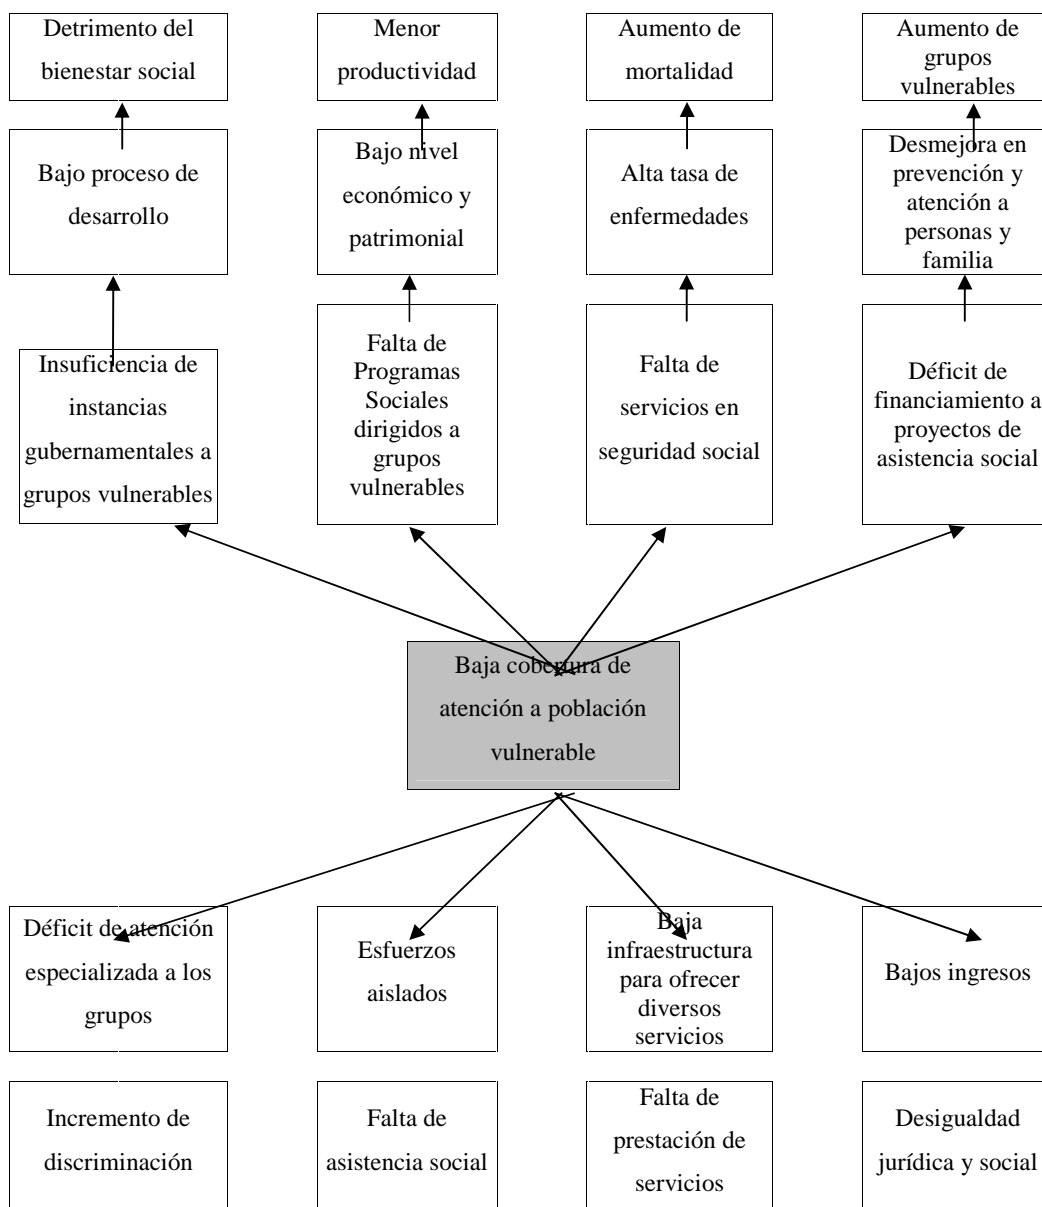 Detrimento del
bienestar social
Menor
productividad
Aumento de
mortalidad
Aumento de
grupos
vulnerables
Bajo proceso de
desarrollo
Bajo nivel
económico y
patrimonial
Alta tasa de
enfermedades
Desmejora en
prevención y
atención a
personas y
familia
Insuficiencia de
instancias
gubernamentales a
grupos vulnerables
Falta de
Programas
Sociales
dirigidos a
grupos
vulnerables
Falta de
servicios en
seguridad social
Déficit de
financiamiento a
proyectos de
asistencia social
Baja cobertura de
atención a población
vulnerable
Déficit de atención
especializada a los
grupos
Esfuerzos
aislados
Baja
infraestructura
para ofrecer
diversos
servicios
Bajos ingresos
Incremento de
discriminación
Falta de
asistencia social
Falta de
prestación de
servicios
Desigualdad
jurídica y social